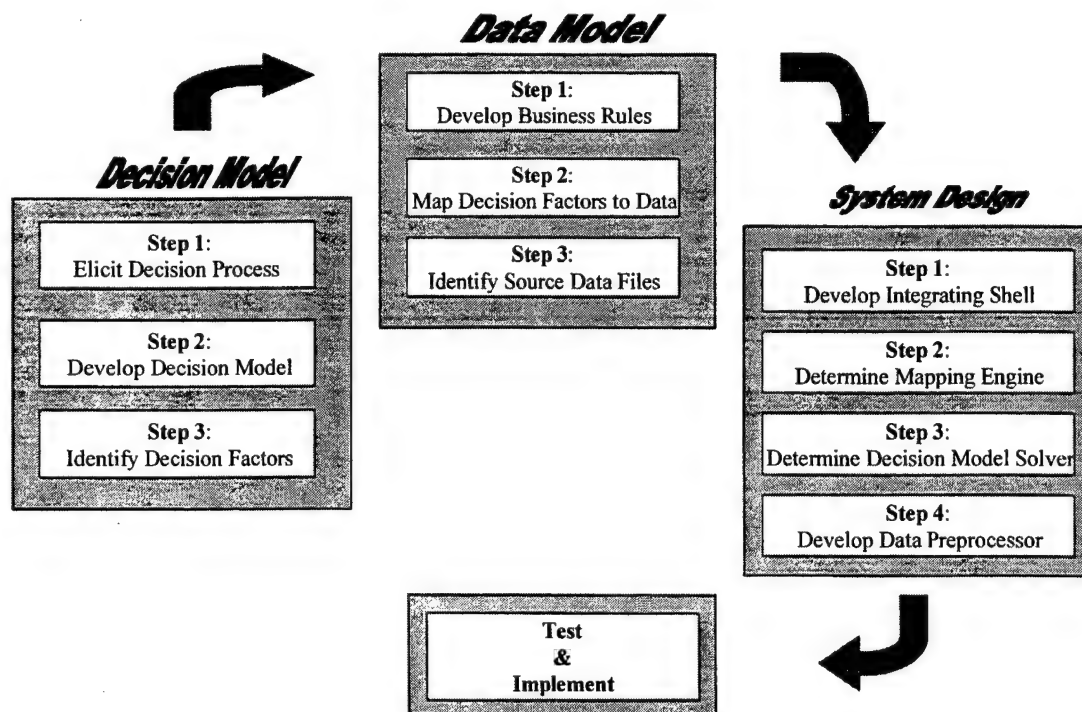 Decision Model
Step 1:
Elicit Decision Process
Step 2:
Develop Decision Model
Step 3:
Identify Decision Factors
Data Model
Step 1:
Develop Business Rules
Step 2:
Map Decision Factors to Data
Step 3:
Identify Source Data Files
System Design
Step 1:
Develop Integrating Shell
Step 2:
Determine Mapping Engine
Step 3:
Determine Decision Model Solver
Step 4:
Develop Data Preprocessor
Test
&
Implement